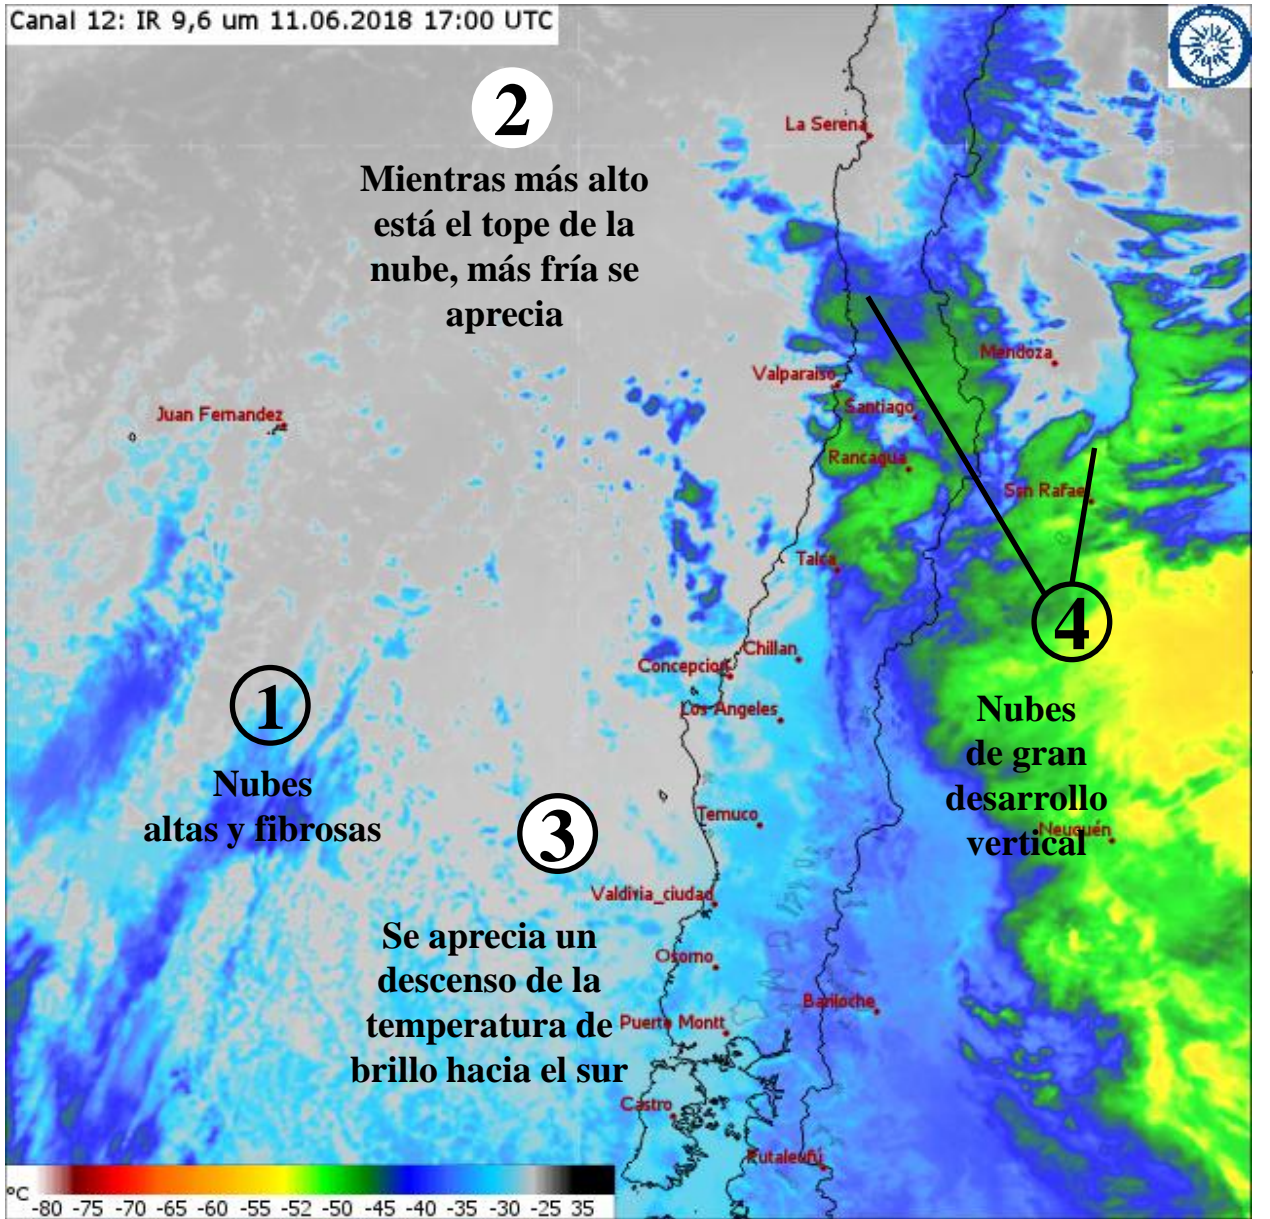 Canal 12: IR 9,6 um 11.06.2018 17:00 UTC
2
Mientras más alto
está el tope de la
nube, más fría se
aprecia
La Serena
Mendoza
Valparaiso
Santiago
Juan Fernandez
Rancagua
San Rafael
Talca
4
Nubes
de gran
desarrollo
vertical
Chillan
Concepcion
Los Angeles
1
Nubes
altas y fibrosas
3
Se aprecia un
descenso de la
temperatura de
brillo hacia el sur
Temuco
Neuquén
Valdivia_ciudad
Osorno
Bariloche
Puerto Montt
Castro
Futaleufú
°C -80 -75 -70 -65 -60 -55 -52 -50 -45 -40 -35 -30 -25 35